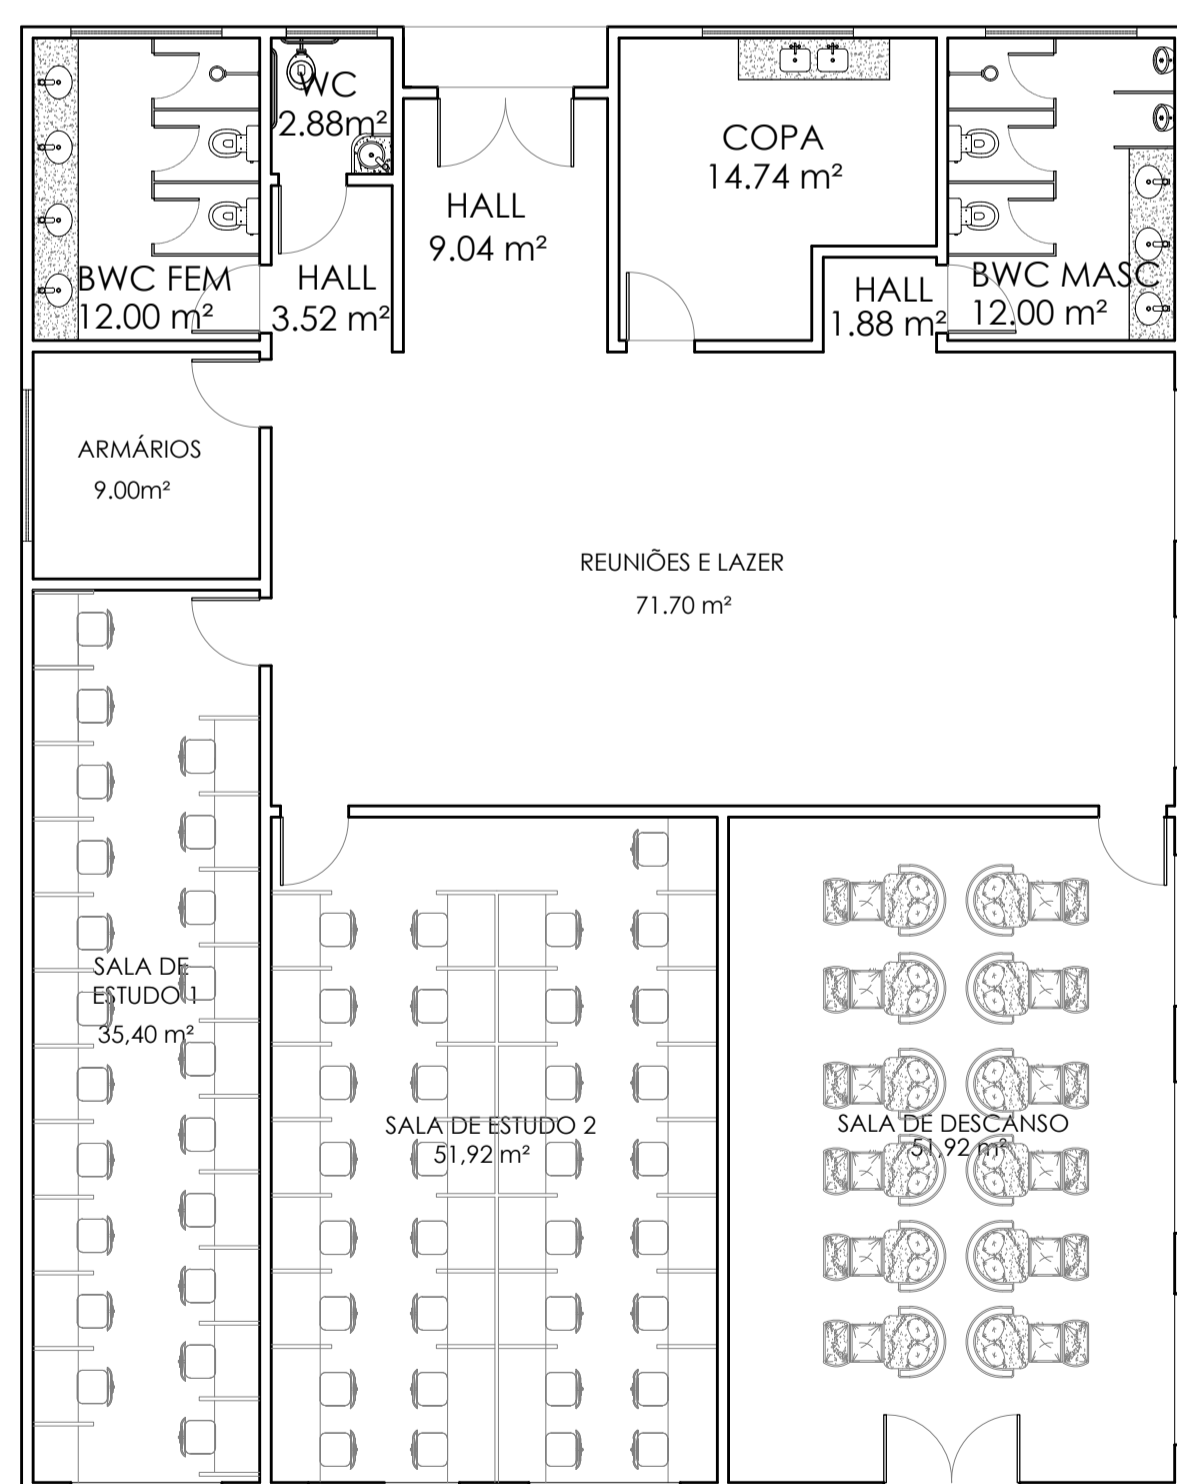 WC
2.88m²
COPA
14.74 m²
HALL
9.04 m²
BWC FEM
12.00 m²
HALL
3.52 m²
HALL
1.88 m²
BWC MASC
12.00 m²
ARMÁRIOS
9.00m²
REUNIÕES E LAZER
71.70 m²
SALA DE
ESTUDO 1
35,40 m²
SALA DE ESTUDO 2
51,92 m²
SALA DE DESCANSO
51,92 m²